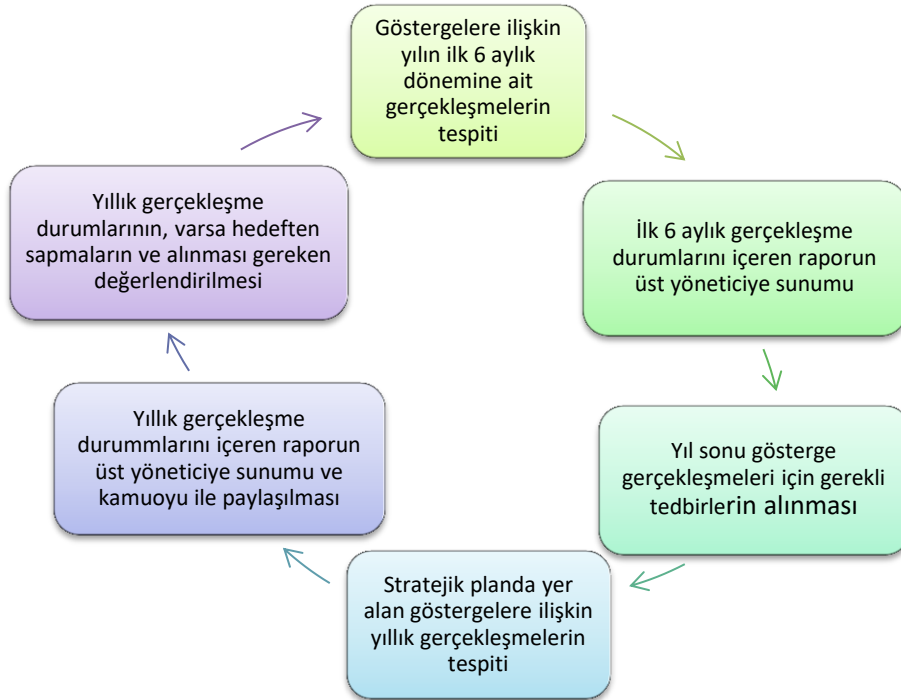 Göstergelere ilişkin
yılın ilk 6 aylık
dönemine ait
gerçekleşmelerin
tespiti
İlk 6 aylık gerçekleşme
durumlarını içeren raporun
üst yöneticiye sunumu
Yıl sonu gösterge
gerçekleşmeleri için gerekli
tedbirlerin alınması
Stratejik planda yer
alan göstergelere ilişkin
yıllık gerçekleşmelerin
tespiti
Yıllık gerçekleşme
durummlarını içeren raporun
üst yöneticiye sunumu ve
kamuoyu ile paylaşılması
Yıllık gerçekleşme
durumlarının, varsa hedeften
sapmaların ve alınması gereken
değerlendirilmesi